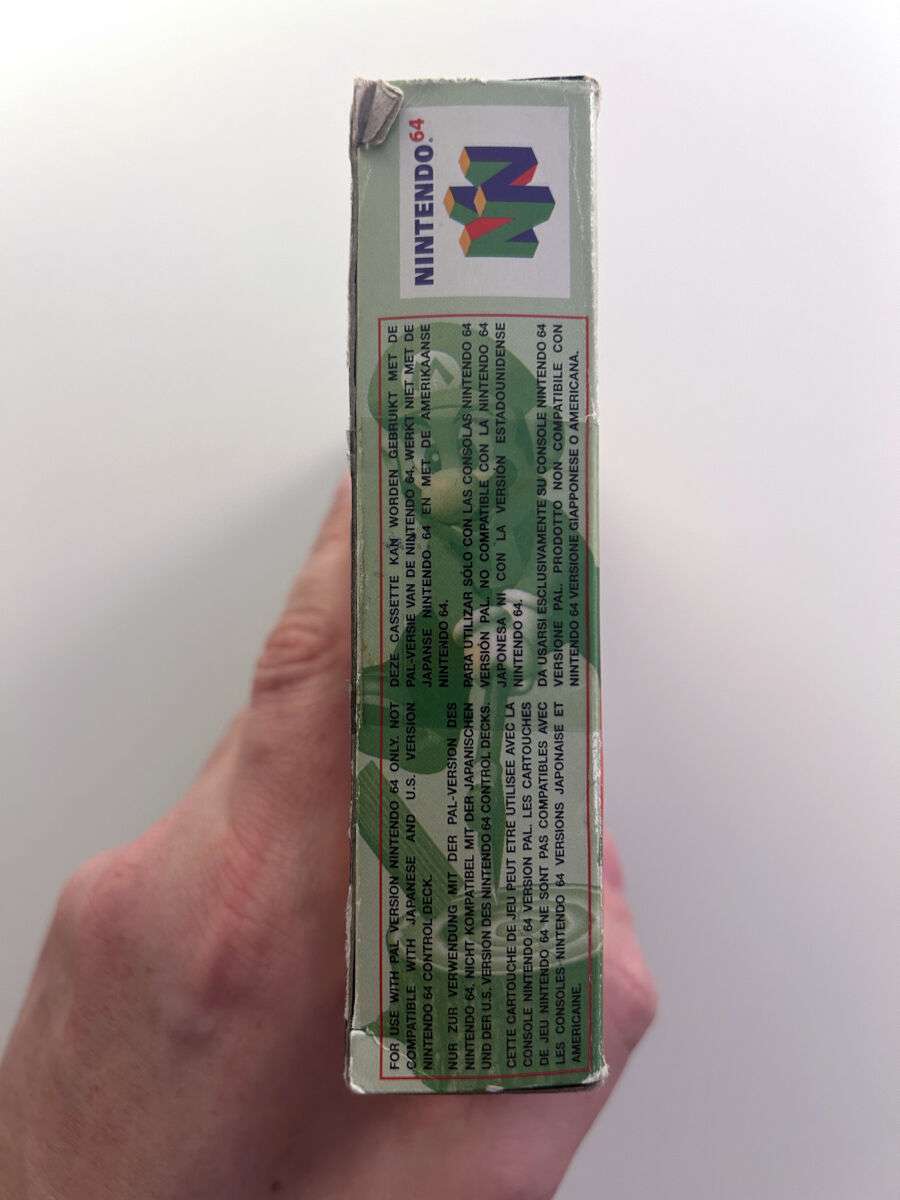 NINTENDO® 64
FOR USE WITH PAL VERSION NINTENDO 64 ONLY. NOT
COMPATIBLE WITH JAPANESE AND U.S. VERSION
NINTENDO 64 CONTROL DECK.
NUR ZUR VERWENDUNG MIT DER PAL-VERSION DES
NINTENDO 64. NICHT KOMPATIBEL MIT DER JAPANISCHEN
UND DER U.S. VERSION DES NINTENDO 64 CONTROL DECKS.
CETTE CARTOUCHE DE JEU PEUT ETRE UTILISEE AVEC LA
CONSOLE NINTENDO 64 VERSION PAL. LES CARTOUCHES
DE JEU NINTENDO 64 NE SONT PAS COMPATIBLES AVEC
LES CONSOLES NINTENDO 64 VERSIONS JAPONAISE ET
AMERICAINE.
DEZE CASSETTE KAN WORDEN GEBRUIKT MET DE
PAL-VERSIE VAN DE NINTENDO 64. WERKT NIET MET DE
JAPANSE NINTENDO 64 EN MET DE AMERIKAANSE
NINTENDO 64.
PARA UTILIZAR SÓLO CON LAS CONSOLAS NINTENDO 64
VERSIÓN PAL. NO COMPATIBLE CON LA NINTENDO 64
JAPONESA NI CON LA VERSIÓN ESTADOUNIDENSE
NINTENDO 64.
DA USARSI ESCLUSIVAMENTE SU CONSOLE NINTENDO 64
VERSIONE PAL. PRODOTTO NON COMPATIBILE CON
NINTENDO 64 VERSIONE GIAPPONESE O AMERICANA.